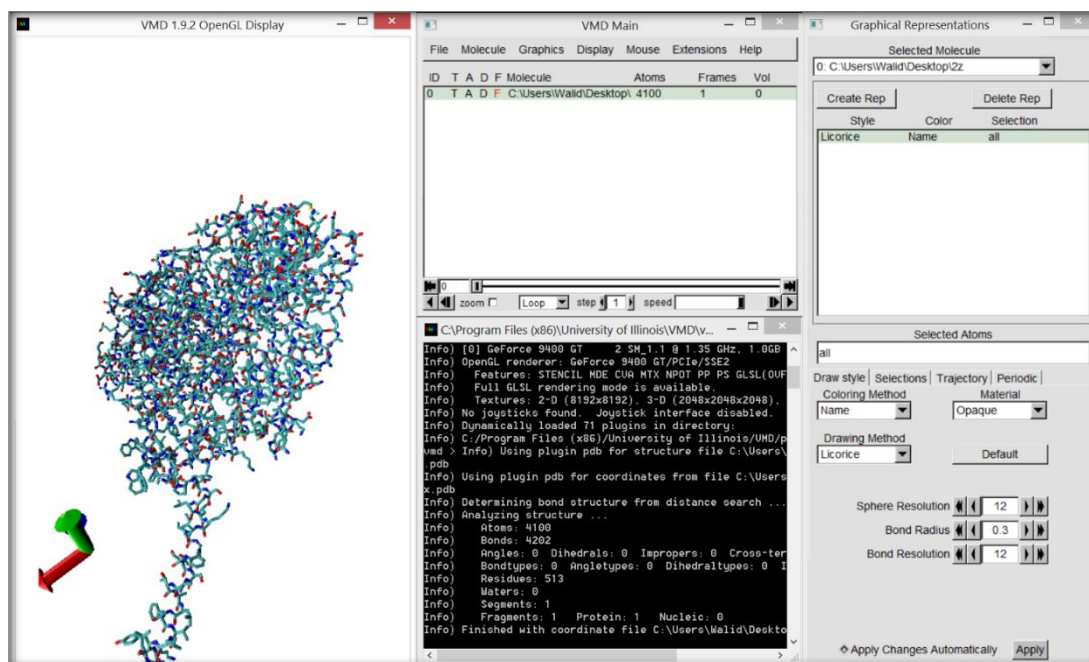 VMD 1.9.2 OpenGL Display
VMD Main
File Molecule Graphics Display Mouse Extensions Help
ID T A D F Molecule Atoms Frames Vol
0 T A D F C:\Users\Walid\Desktop\ 4100 1 0
0
zoom Loop step 1 speed
C:\Program Files (x86)\University of Illinois\VMD\v...
Info) [0] GeForce 9400 GT 2 SM_1.1 @ 1.35 GHz, 1.0GB
Info) OpenGL renderer: GeForce 9400 GT/PCIe/SSE2
Info) Features: STENCIL MDE CVA MTX NPOT PP PS GLSL(OVF
Info) Full GLSL rendering mode is available.
Info) Textures: 2-D (8192x8192), 3-D (2048x2048x2048),
Info) No joysticks found. Joystick interface disabled.
Info) Dynamically loaded 71 plugins in directory:
Info) C:/Program Files (x86)/University of Illinois/VMD/p
vmd > Info) Using plugin pdb for structure file C:\Users\
.pdb
Info) Using plugin pdb for coordinates from file C:\Users
x.pdb
Info) Determining bond structure from distance search ...
Info) Analyzing structure ...
Info) Atoms: 4100
Info) Bonds: 4202
Info) Angles: 0 Dihedrals: 0 Impropers: 0 Cross-ter
Info) Bondtypes: 0 Angletypes: 0 Dihedraltypes: 0 I
Info) Residues: 513
Info) Waters: 0
Info) Segments: 1
Info) Fragments: 1 Protein: 1 Nucleic: 0
Info) Finished with coordinate file C:\Users\Walid\Deskto
Graphical Representations
Selected Molecule
0: C:\Users\Walid\Desktop\2z
Create Rep Delete Rep
Style Color Selection
Licorice Name all
Selected Atoms
all
Draw style Selections Trajectory Periodic
Coloring Method Material
Name Opaque
Drawing Method
Licorice Default
Sphere Resolution 12
Bond Radius 0.3
Bond Resolution 12
Apply Changes Automatically Apply